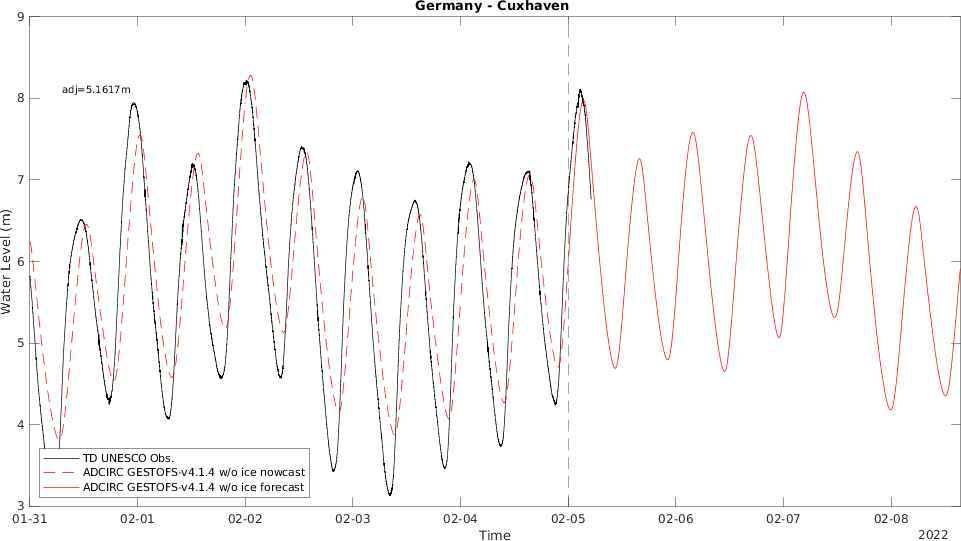 Germany - Cuxhaven
9
8
7
6
5
4
3
Water Level (m)
adj=5.1617m
TD UNESCO Obs.
ADCIRC GESTOFS-v4.1.4 w/o ice nowcast
ADCIRC GESTOFS-v4.1.4 w/o ice forecast
01-31 02-01 02-02 02-03 02-04 02-05 02-06 02-07 02-08
Time
2022